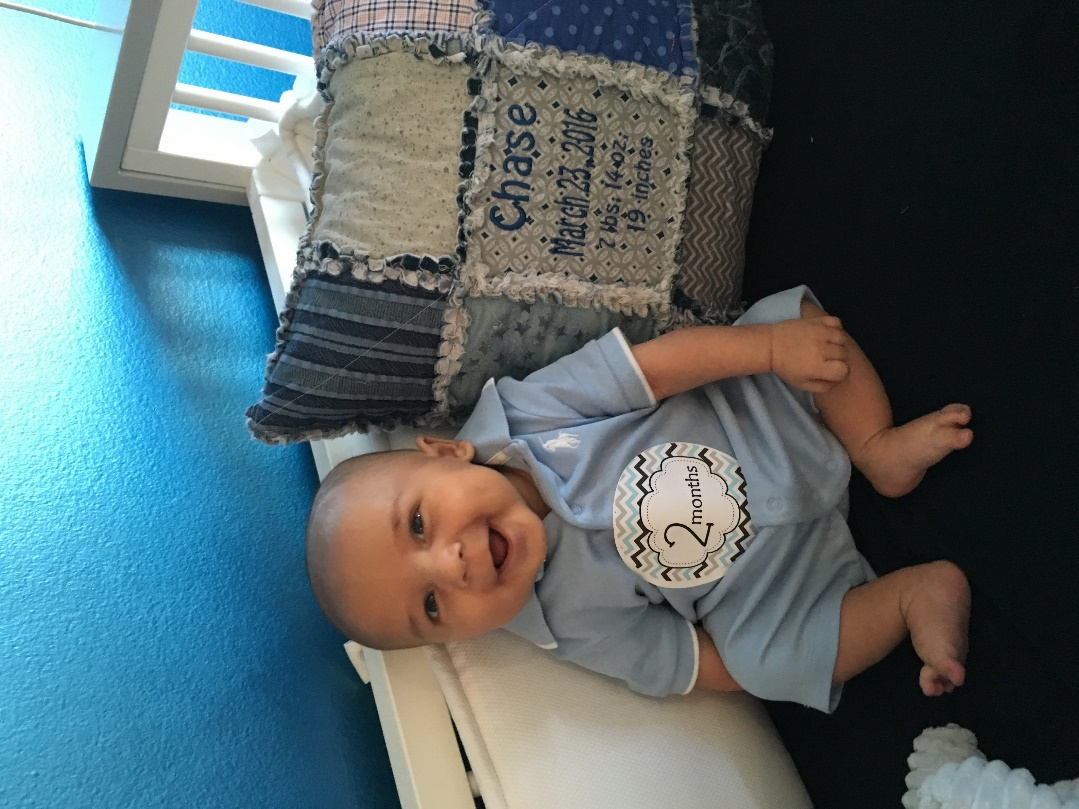 Chase
March 23, 2016
7 lbs. 14 oz.
19 inches
2
months